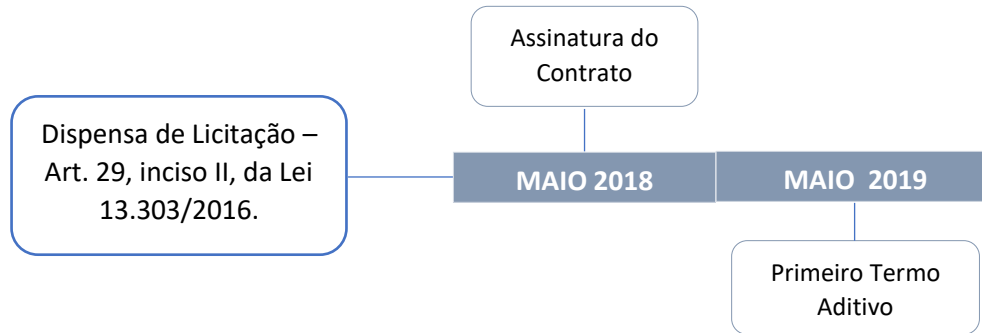 Assinatura do
Contrato
Dispensa de Licitação –
Art. 29, inciso II, da Lei
13.303/2016.
MAIO 2018
MAIO 2019
Primeiro Termo
Aditivo